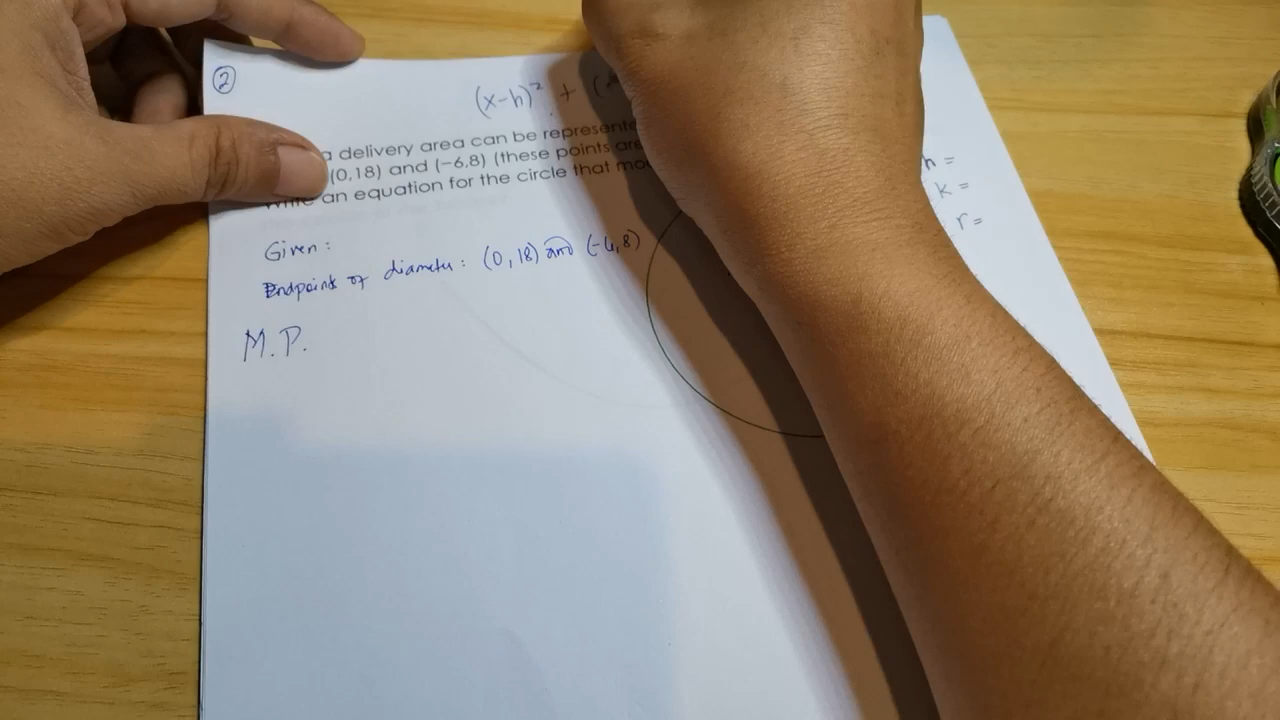 ②
(x-h)² + (
a delivery area can be represente
(0,18) and (−6,8) (these points are
Write an equation for the circle that mo
h =
k =
r =
Given:
Endpoints of diameter: (0,18) and (-6,8)
M.P.